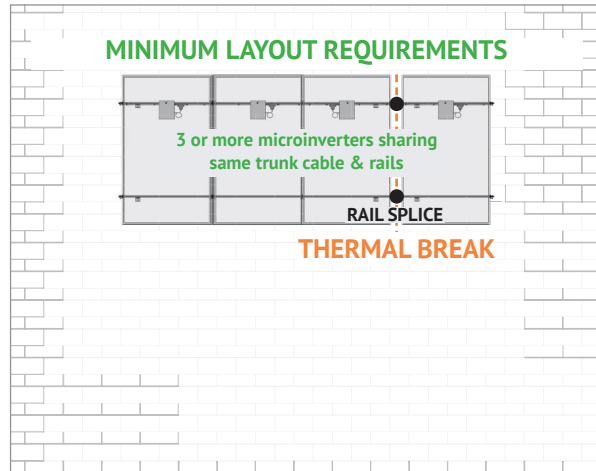 MINIMUM LAYOUT REQUIREMENTS
3 or more microinverters sharing
same trunk cable & rails
RAIL SPLICE
THERMAL BREAK